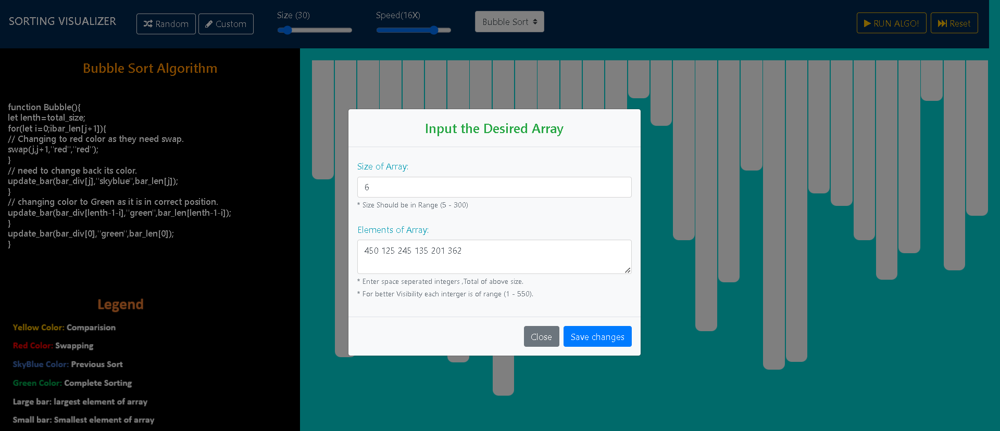 SORTING VISUALIZER
Random
Custom
Size (30)
Speed(16X)
Bubble Sort
RUN ALGO!
Reset
Bubble Sort Algorithm
function Bubble(){
let lenth=total_size;
for(let i=0;ibar_len[j+1]){
// Changing to red color as they need swap.
swap(j,j+1,"red","red");
}
// need to change back its color.
update_bar(bar_div[j],"skyblue",bar_len[j]);
}
// changing color to Green as it is in correct position.
update_bar(bar_div[lenth-1-i],"green",bar_len[lenth-1-i]);
}
update_bar(bar_div[0],"green",bar_len[0]);
}
Legend
Yellow Color: Comparision
Red Color: Swapping
SkyBlue Color: Previous Sort
Green Color: Complete Sorting
Large bar: largest element of array
Small bar: Smallest element of array
Input the Desired Array
Size of Array:
6
* Size Should be in Range (5 - 300)
Elements of Array:
450 125 245 135 201 362
* Enter space seperated integers ,Total of above size.
* For better Visibility each interger is of range (1 - 550).
Close
Save changes